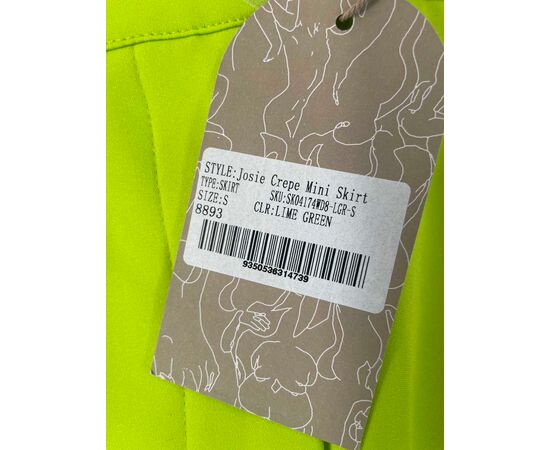 STYLE:Josie Crepe Mini Skirt
TYPE:SKIRT SKU:SK04174WD8-LGR-S
SIZE:S CLR:LIME GREEN
8893
9350536314739